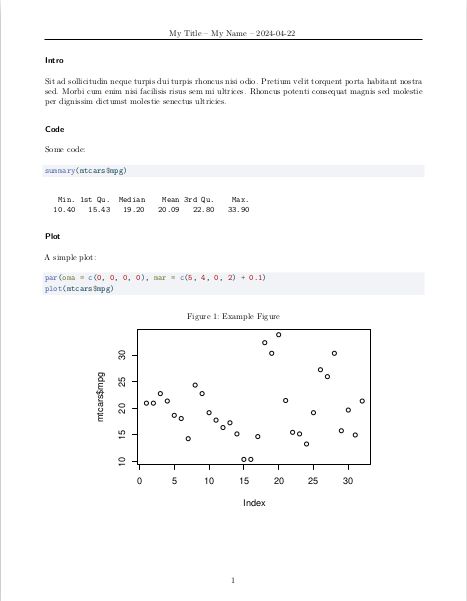 My Title – My Name – 2024-04-22
Intro
Sit ad sollicitudin neque turpis dui turpis rhoncus nisi odio. Pretium velit torquent porta habitant nostra
sed. Morbi cum enim nisi facilisis risus sem mi ultrices. Rhoncus potenti consequat magnis sed molestie
per dignissim dictumst molestie senectus ultricies.
Code
Some code:
summary(mtcars$mpg)
Min. 1st Qu. Median Mean 3rd Qu. Max.
10.40 15.43 19.20 20.09 22.80 33.90
Plot
A simple plot:
par(oma = c(0, 0, 0, 0), mar = c(5, 4, 0, 2) + 0.1)
plot(mtcars$mpg)
Figure 1: Example Figure
mtcars$mpg
30
25
20
15
10
0 5 10 15 20 25 30
Index
1